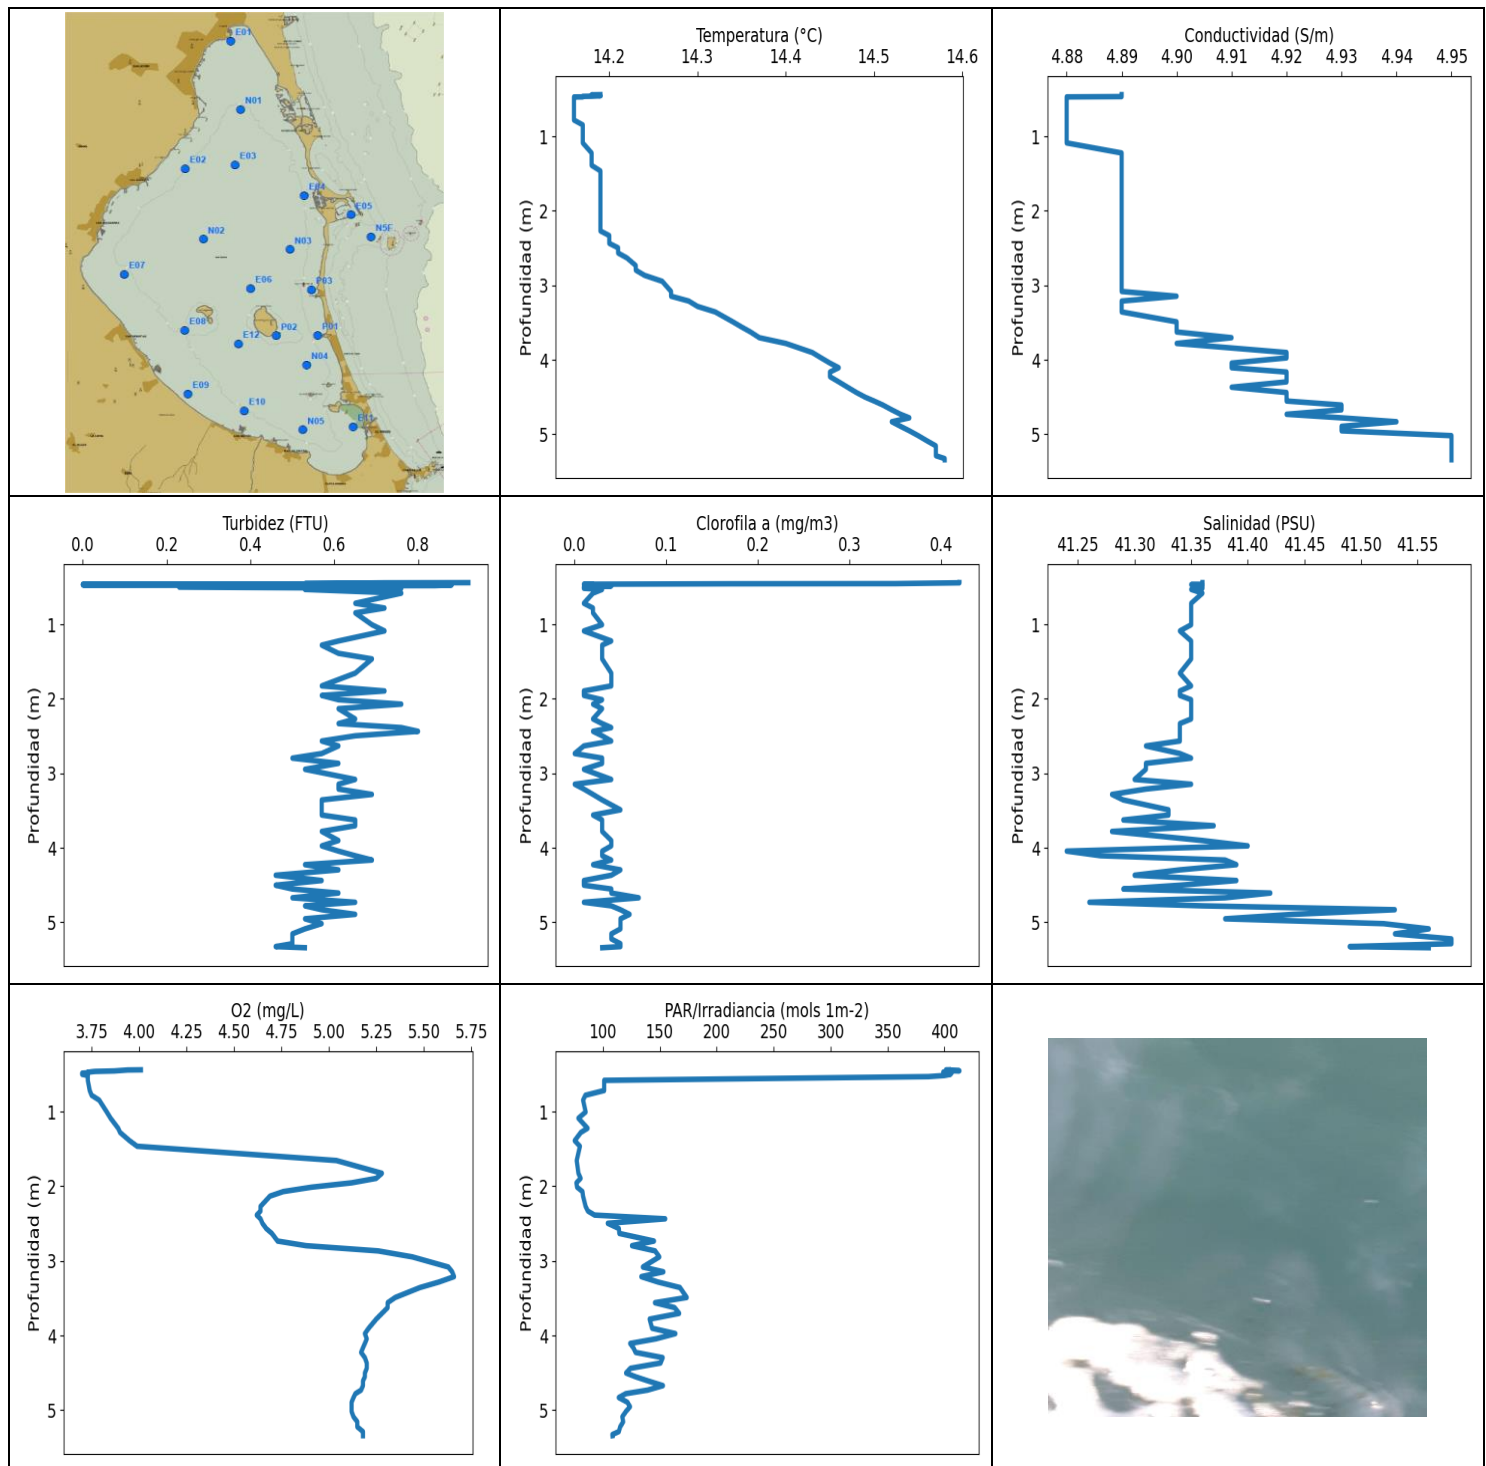 E01
N01
E02
E03
E04
E05
N5F
N02
N03
E07
E06
P03
E08
P02
P01
E12
N04
E09
E10
N05
E11
Temperatura (°C)
14.2 14.3 14.4 14.5 14.6
Profundidad (m)
1
2
3
4
5
Conductividad (S/m)
4.88 4.89 4.90 4.91 4.92 4.93 4.94 4.95
Profundidad (m)
1
2
3
4
5
Turbidez (FTU)
0.0 0.2 0.4 0.6 0.8
Profundidad (m)
1
2
3
4
5
Clorofila a (mg/m3)
0.0 0.1 0.2 0.3 0.4
Profundidad (m)
1
2
3
4
5
Salinidad (PSU)
41.25 41.30 41.35 41.40 41.45 41.50 41.55
Profundidad (m)
1
2
3
4
5
O2 (mg/L)
3.75 4.00 4.25 4.50 4.75 5.00 5.25 5.50 5.75
Profundidad (m)
1
2
3
4
5
PAR/Irradiancia (mols 1m-2)
100 150 200 250 300 350 400
Profundidad (m)
1
2
3
4
5